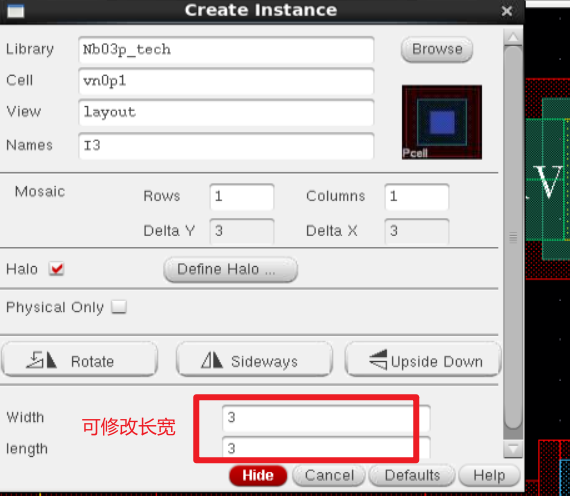 Create Instance
Library Nb03p_tech Browse
Cell vn0p1
View layout
Names I3
Pcell
Mosaic Rows 1 Columns 1
Delta Y 3 Delta X 3
Halo Define Halo ...
Physical Only
Rotate Sideways Upside Down
Width 可修改长宽 3
length 3
Hide Cancel Defaults Help
V